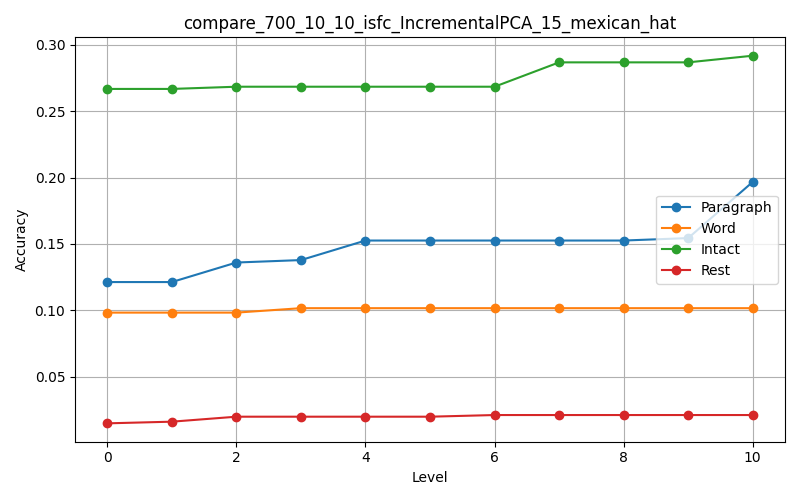 compare_700_10_10_isfc_IncrementalPCA_15_mexican_hat
0.30
0.25
0.20
0.15
0.10
0.05
Accuracy
Paragraph
Word
Intact
Rest
0 2 4 6 8 10
Level